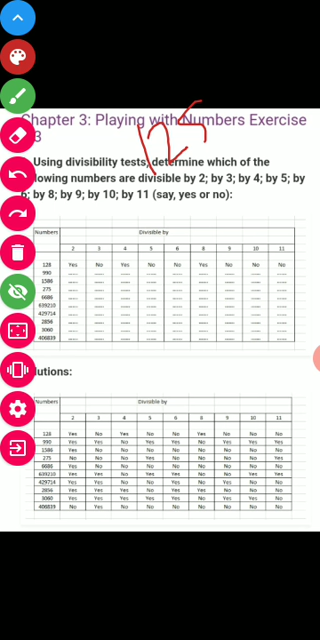 Chapter 3: Playing with Numbers Exercise
3
125
Using divisibility tests, determine which of the
lowing numbers are divisible by 2; by 3; by 4; by 5; by
6; by 8; by 9; by 10; by 11 (say, yes or no):
Numbers Divisible by
2 3 4 5 6 8 9 10 11
128 Yes No Yes No No Yes No No No
990
1586
275
6686
639210
429714
2856
3060
406839
lutions:
Numbers Divisible by
2 3 4 5 6 8 9 10 11
128 Yes No Yes No No Yes No No No
990 Yes Yes No Yes Yes No Yes Yes Yes
1586 Yes No No No No No No No No
275 No No No Yes No No No No Yes
6686 Yes No No No No No No No No
639210 Yes Yes No Yes Yes No No Yes Yes
429714 Yes Yes No No Yes No Yes No No
2856 Yes Yes Yes No Yes Yes No No No
3060 Yes Yes Yes Yes Yes No Yes Yes No
406839 No Yes No No No No No No No